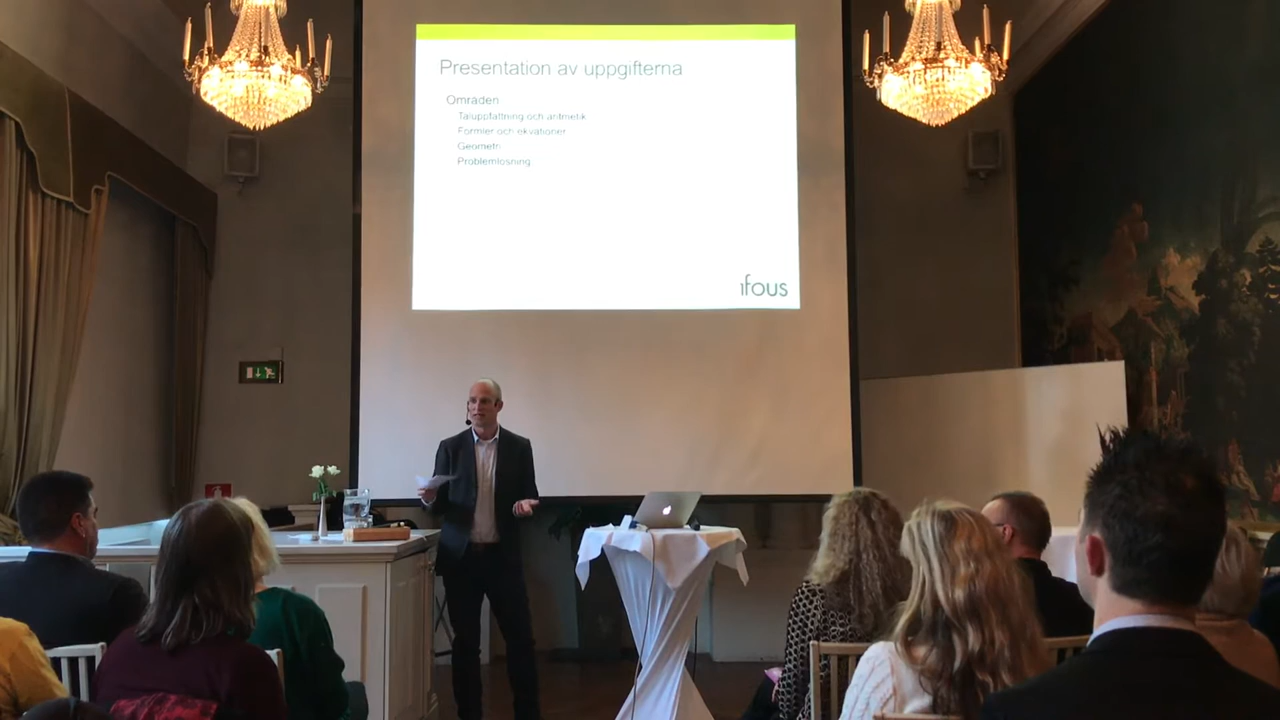 Presentation av uppgifterna
Områden
Taluppfattning och aritmetik
Formler och ekvationer
Geometri
Problemlösning
ifous